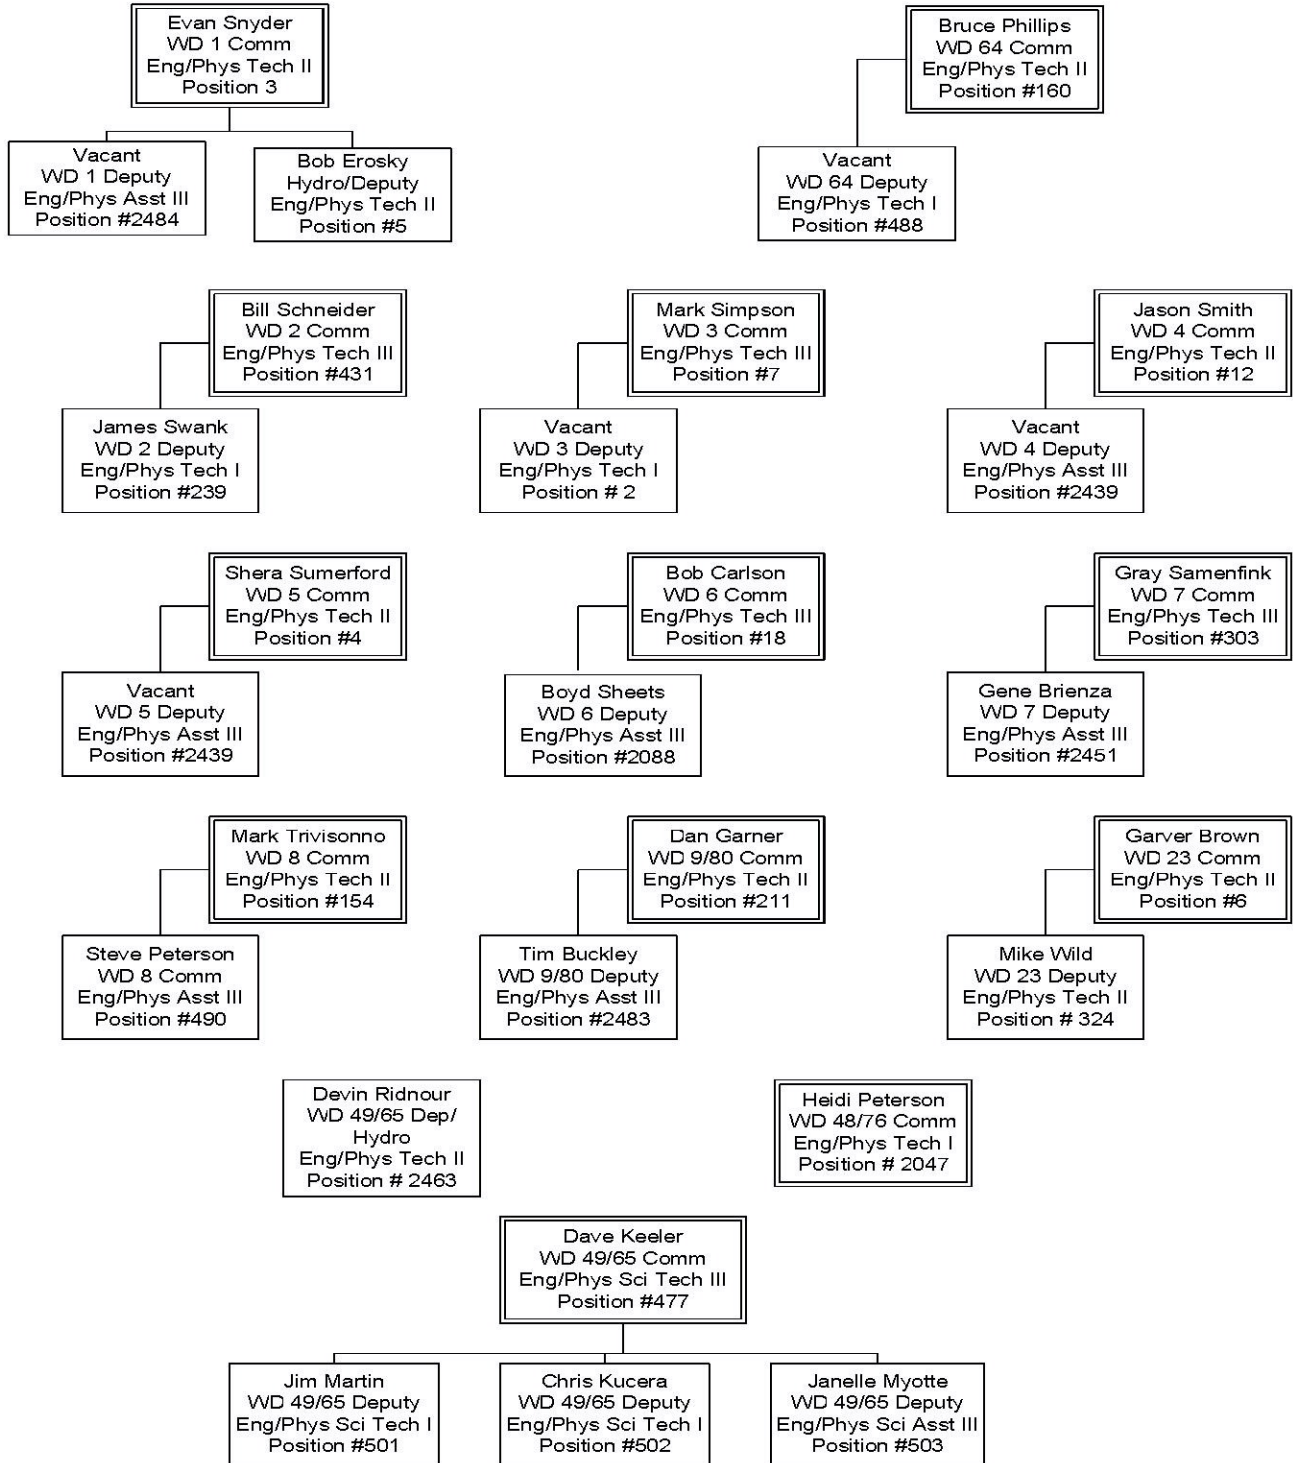 Evan Snyder
WD 1 Comm
Eng/Phys Tech II
Position 3
Bruce Phillips
WD 64 Comm
Eng/Phys Tech II
Position #160
Vacant
WD 1 Deputy
Eng/Phys Asst III
Position #2484
Bob Erosky
Hydro/Deputy
Eng/Phys Tech II
Position #5
Vacant
WD 64 Deputy
Eng/Phys Tech I
Position #488
Bill Schneider
WD 2 Comm
Eng/Phys Tech III
Position #431
Mark Simpson
WD 3 Comm
Eng/Phys Tech III
Position #7
Jason Smith
WD 4 Comm
Eng/Phys Tech II
Position #12
James Swank
WD 2 Deputy
Eng/Phys Tech I
Position #239
Vacant
WD 3 Deputy
Eng/Phys Tech I
Position # 2
Vacant
WD 4 Deputy
Eng/Phys Asst III
Position #2439
Shera Sumerford
WD 5 Comm
Eng/Phys Tech II
Position #4
Bob Carlson
WD 6 Comm
Eng/Phys Tech III
Position #18
Gray Samenfink
WD 7 Comm
Eng/Phys Tech III
Position #303
Vacant
WD 5 Deputy
Eng/Phys Asst III
Position #2439
Boyd Sheets
WD 6 Deputy
Eng/Phys Asst III
Position #2088
Gene Brienza
WD 7 Deputy
Eng/Phys Asst III
Position #2451
Mark Trivisonno
WD 8 Comm
Eng/Phys Tech II
Position #154
Dan Garner
WD 9/80 Comm
Eng/Phys Tech II
Position #211
Garver Brown
WD 23 Comm
Eng/Phys Tech II
Position #6
Steve Peterson
WD 8 Comm
Eng/Phys Asst III
Position #490
Tim Buckley
WD 9/80 Deputy
Eng/Phys Asst III
Position #2483
Mike Wild
WD 23 Deputy
Eng/Phys Tech II
Position # 324
Devin Ridnour
WD 49/65 Dep/
Hydro
Eng/Phys Tech II
Position # 2463
Heidi Peterson
WD 48/76 Comm
Eng/Phys Tech I
Position # 2047
Dave Keeler
WD 49/65 Comm
Eng/Phys Sci Tech III
Position #477
Jim Martin
WD 49/65 Deputy
Eng/Phys Sci Tech I
Position #501
Chris Kucera
WD 49/65 Deputy
Eng/Phys Sci Tech I
Position #502
Janelle Myotte
WD 49/65 Deputy
Eng/Phys Sci Asst III
Position #503